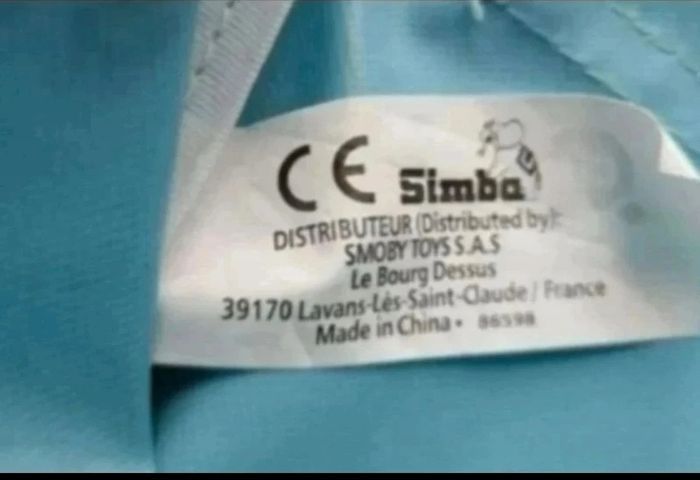 CE Simba
DISTRIBUTEUR (Distributed by):
SMOBY TOYS S.A.S
Le Bourg Dessus
39170 Lavans-Lès-Saint-Claude / France
Made in China • 86598